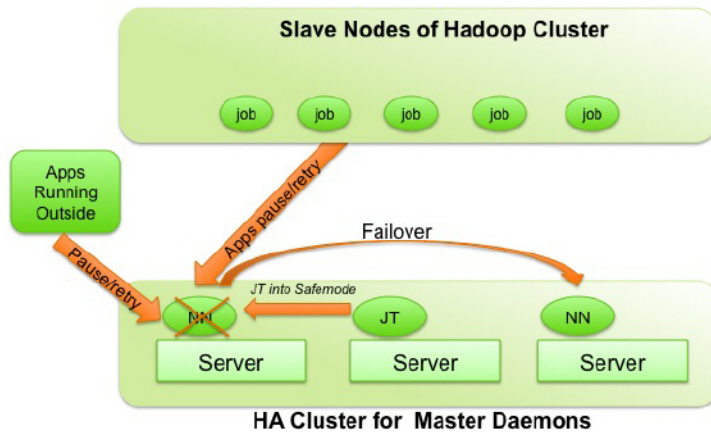 Slave Nodes of Hadoop Cluster
job job job job job
Apps
Running
Outside
Apps pause/retry
Pause/retry
Failover
JT into Safemode
NN JT NN
Server Server Server
HA Cluster for Master Daemons